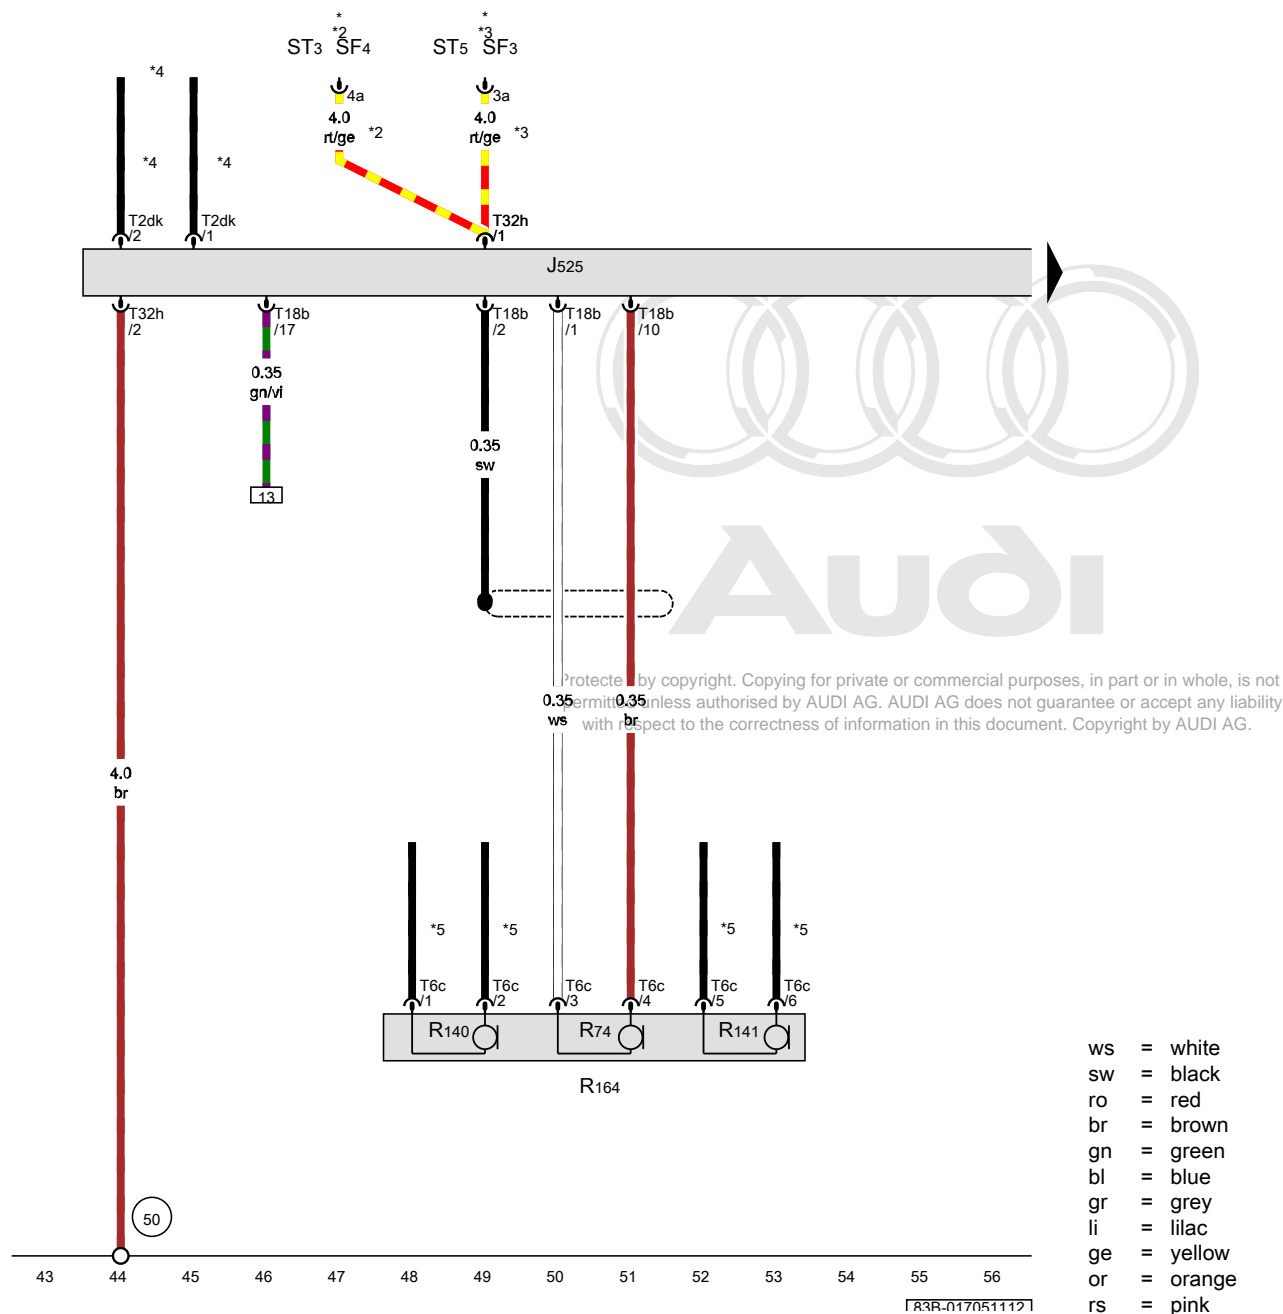 *
*2
ST3 SF4
*
*3
ST5 SF3
*4
4a
3a
4.0
rt/ge
*2
4.0
rt/ge
*3
*4
*4
T2dk
/2
T2dk
/1
T32h
/1
J525
T32h
/2
T18b
/17
T18b
/2
T18b
/1
T18b
/10
0.35
gn/vi
0.35
sw
13
Audi
Protected by copyright. Copying for private or commercial purposes, in part or in whole, is not
permitted unless authorised by AUDI AG. AUDI AG does not guarantee or accept any liability
with respect to the correctness of information in this document. Copyright by AUDI AG.
0.35
ws
0.35
br
4.0
br
*5
*5
*5
*5
T6c
/1
T6c
/2
T6c
/3
T6c
/4
T6c
/5
T6c
/6
R140
R74
R141
R164
ws = white
sw = black
ro = red
br = brown
gn = green
bl = blue
gr = grey
li = lilac
ge = yellow
or = orange
rs = pink
50
43 44 45 46 47 48 49 50 51 52 53 54 55 56
83B-017051112